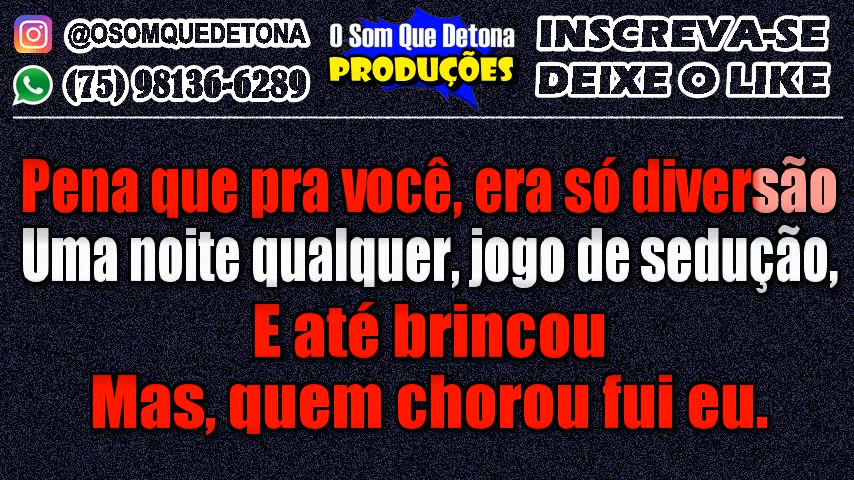 @OSOMQUEDETONA
(75) 98136-6289
O Som Que Detona
PRODUÇÕES
INSCREVA-SE
DEIXE O LIKE
Pena que pra você, era só diversão
Uma noite qualquer, jogo de sedução,
E até brincou
Mas, quem chorou fui eu.